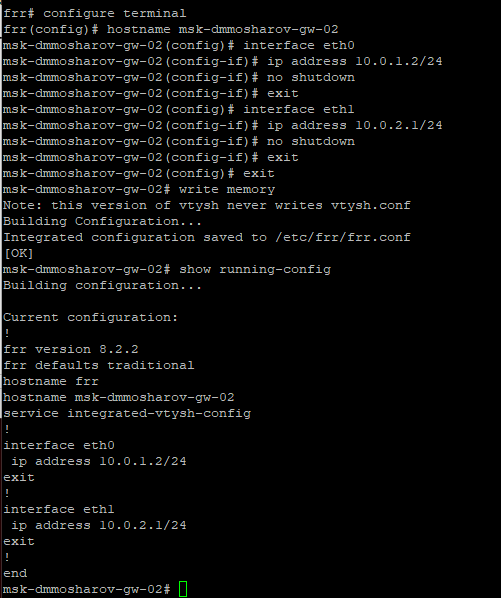 frr# configure terminal
frr(config)# hostname msk-dmmosharov-gw-02
msk-dmmosharov-gw-02(config)# interface eth0
msk-dmmosharov-gw-02(config-if)# ip address 10.0.1.2/24
msk-dmmosharov-gw-02(config-if)# no shutdown
msk-dmmosharov-gw-02(config-if)# exit
msk-dmmosharov-gw-02(config)# interface eth1
msk-dmmosharov-gw-02(config-if)# ip address 10.0.2.1/24
msk-dmmosharov-gw-02(config-if)# no shutdown
msk-dmmosharov-gw-02(config-if)# exit
msk-dmmosharov-gw-02(config)# exit
msk-dmmosharov-gw-02# write memory
Note: this version of vtysh never writes vtysh.conf
Building Configuration...
Integrated configuration saved to /etc/frr/frr.conf
[OK]
msk-dmmosharov-gw-02# show running-config
Building configuration...
Current configuration:
!
frr version 8.2.2
frr defaults traditional
hostname frr
hostname msk-dmmosharov-gw-02
service integrated-vtysh-config
!
interface eth0
 ip address 10.0.1.2/24
exit
!
interface eth1
 ip address 10.0.2.1/24
exit
!
end
msk-dmmosharov-gw-02#